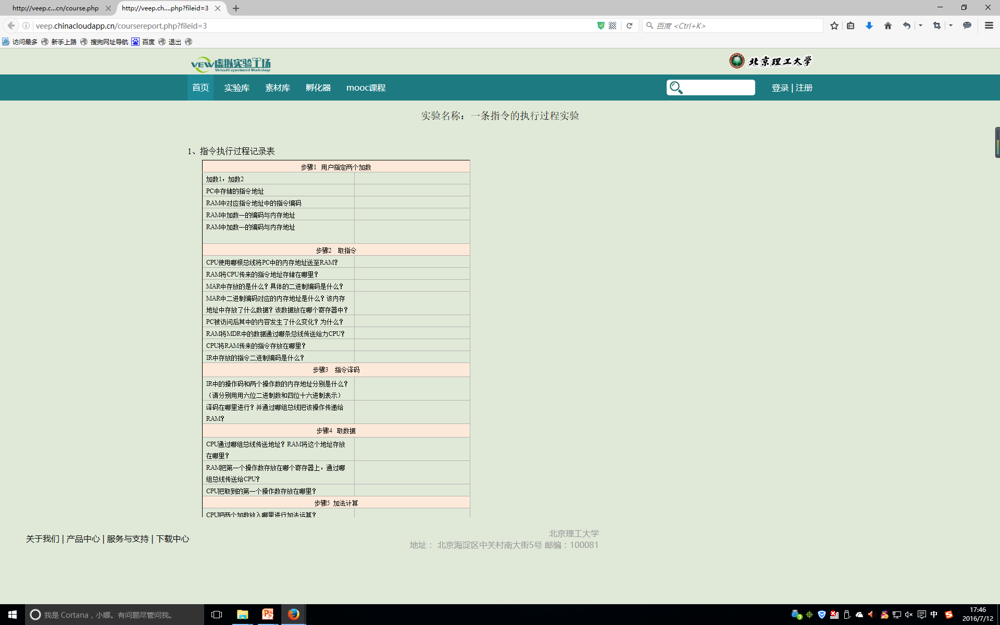 http://veep.c...cn/course.php
http://veep.ch....php?fileid=3
veep.chinacloudapp.cn/coursereport.php?fileid=3
百度 <Ctrl+K>
访问最多 新手上路 搜狗网址导航 百度 退出
VEW虚拟实验工场
Virtual Experiment Workshop
北京理工大学
首页 实验库 素材库 孵化器 mooc课程
登录 | 注册
实验名称：一条指令的执行过程实验
1、指令执行过程记录表
步骤1 用户指定两个加数
加数1，加数2
PC中存储的指令地址
RAM中对应指令地址中的指令编码
RAM中加数一的编码与内存地址
RAM中加数一的编码与内存地址
步骤2 取指令
CPU使用哪根总线将PC中的内存地址送至RAM？
RAM将CPU传来的指令地址存储在哪里？
MAR中存放的是什么？具体的二进制编码是什么？
MAR中二进制编码对应的内存地址是什么？该内存
地址中存放了什么数据？该数据放在哪个寄存器中？
PC被访问后其中的内容发生了什么变化？为什么？
RAM将MDR中的数据通过哪条总线传送给力CPU？
CPU将RAM传来的指令存放在哪里？
IR中存放的指令二进制编码是什么？
步骤3 指令译码
IR中的操作码和两个操作数的内存地址分别是什么？
（请分别用用六位二进制数和四位十六进制表示）
译码在哪里进行？并通过哪组总线把该操作传递给
RAM？
步骤4 取数据
CPU通过哪组总线传送地址？RAM将这个地址存放
在哪里？
RAM把第一个操作数存放在哪个寄存器上，通过哪
组总线传送给CPU？
CPU把取到的第一个操作数存放在哪里？
步骤5 加法计算
CPU把两个加数放入哪里进行加法运算？
关于我们 | 产品中心 | 服务与支持 | 下载中心
北京理工大学
地址： 北京海淀区中关村南大街5号 邮编：100081
我是 Cortana，小娜。有问题尽管问我。
3
中
17:46
2016/7/12